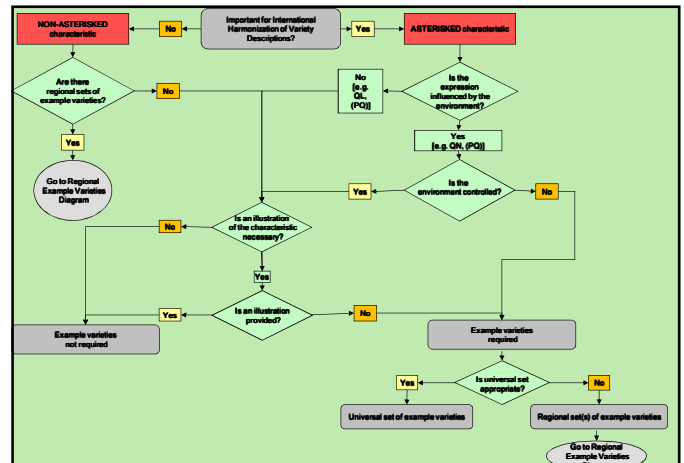 NON-ASTERISKED
characteristic
No
Important for International
Harmonization of Variety
Descriptions?
Yes
ASTERISKED characteristic
Are there
regional sets of
example varieties?
No
No
[e.g.
QL,
(PQ)]
Is the
expression
influenced by the
environment?
Yes
Yes
[e.g. QN, (PQ)]
Go to Regional
Example Varieties
Diagram
Yes
Is the
environment controlled?
No
No
Is an illustration
of the characteristic
necessary?
Yes
Yes
Is an illustration
provided?
No
Example varieties
not required
Example varieties
required
Yes
Is universal set
appropriate?
No
Universal set of example varieties
Regional set(s) of example varieties
Go to Regional
Example Varieties